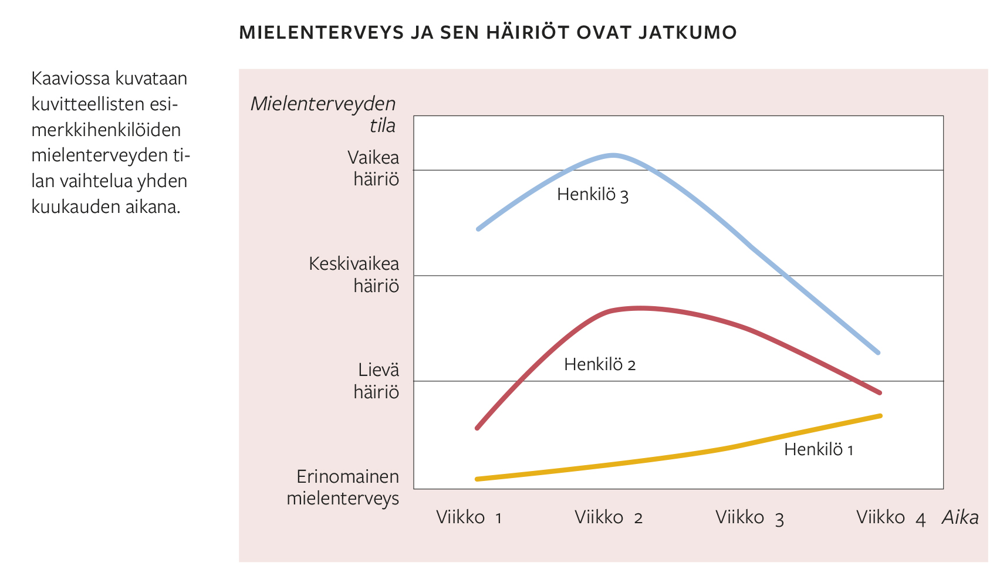 MIELENTERVEYS JA SEN HÄIRIÖT OVAT JATKUMO
Kaaviossa kuvataan
kuvitteellisten esi-
merkkihenkilöiden
mielenterveyden ti-
lan vaihtelua yhden
kuukauden aikana.
Mielenterveyden
tila
Vaikea
häiriö
Henkilö 3
Keskivaikea
häiriö
Henkilö 2
Lievä
häiriö
Henkilö 1
Erinomainen
mielenterveys
Viikko 1 Viikko 2 Viikko 3 Viikko 4 Aika